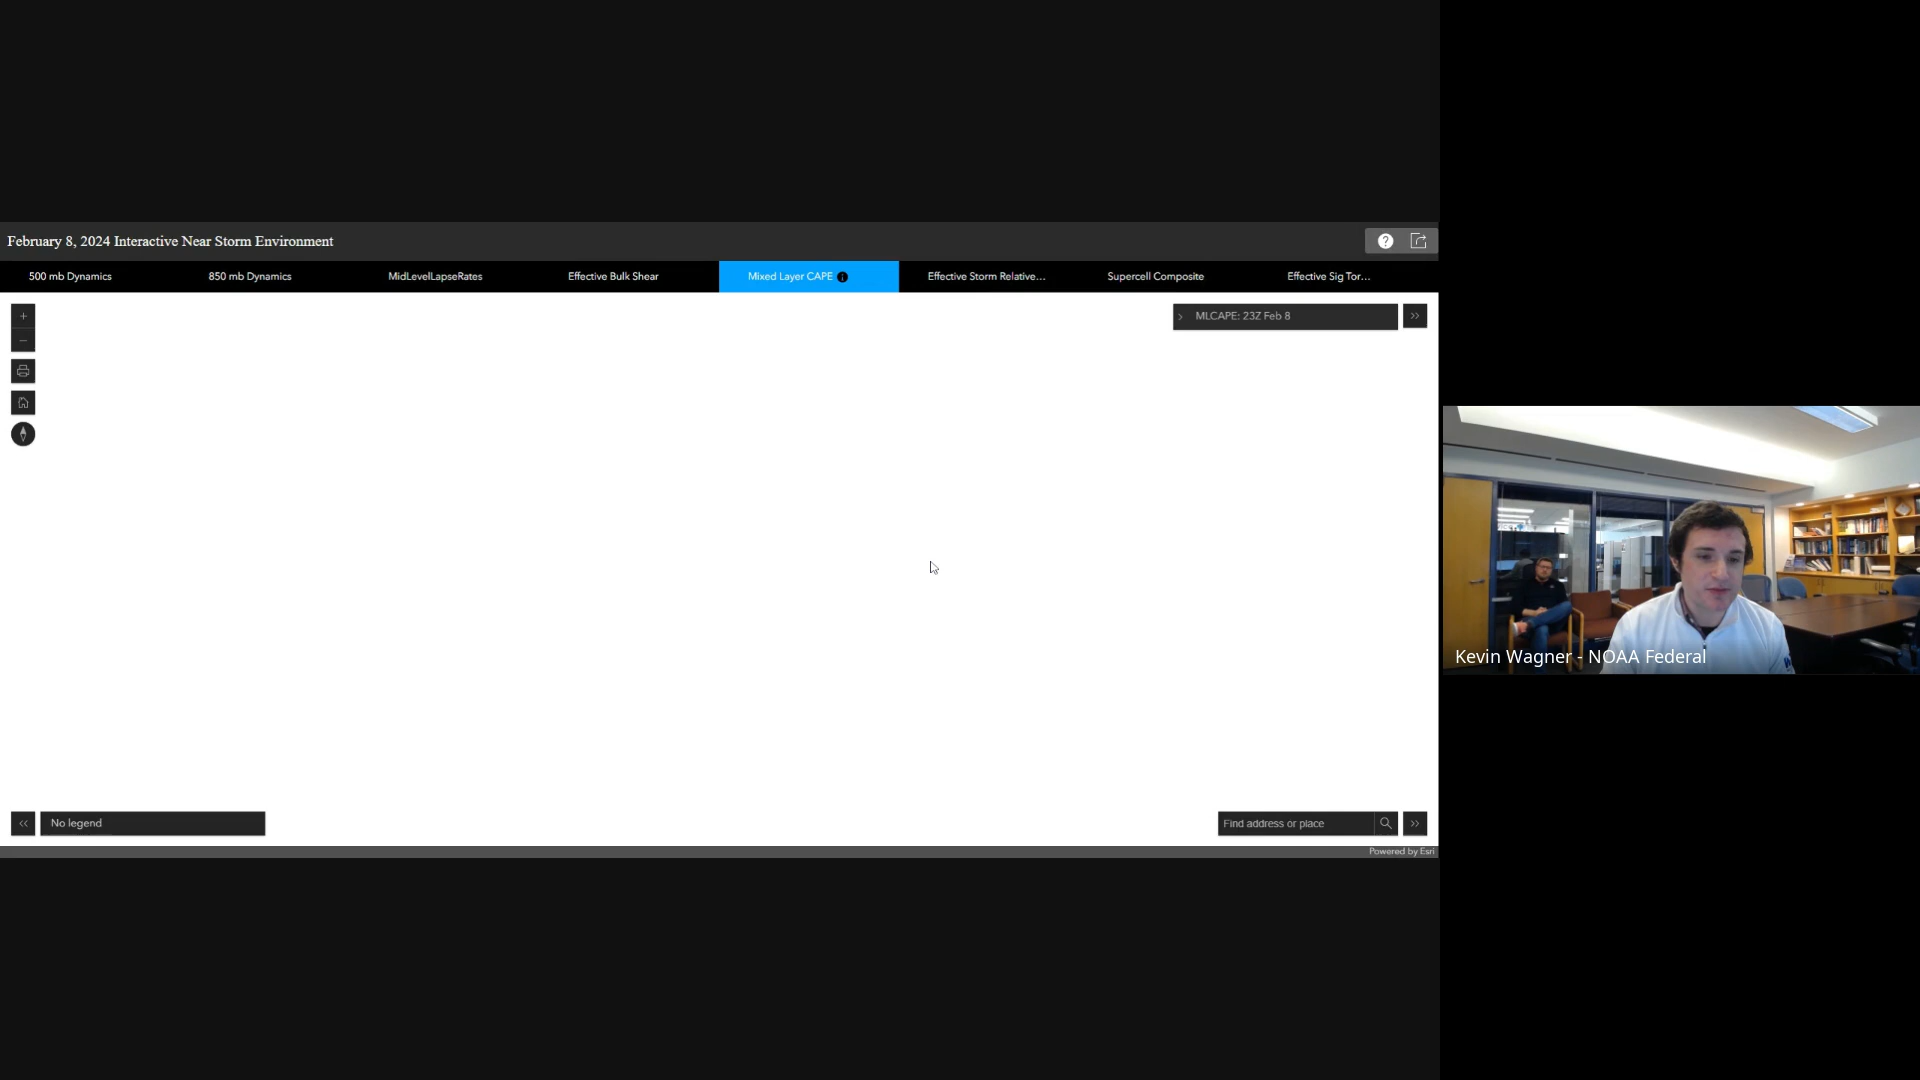 February 8, 2024 Interactive Near Storm Environment
500 mb Dynamics
850 mb Dynamics
MidLevelLapseRates
Effective Bulk Shear
Mixed Layer CAPE
Effective Storm Relative...
Supercell Composite
Effective Sig Tor...
MLCAPE: 23Z Feb 8
Kevin Wagner - NOAA Federal
No legend
Find address or place
Powered by Esri